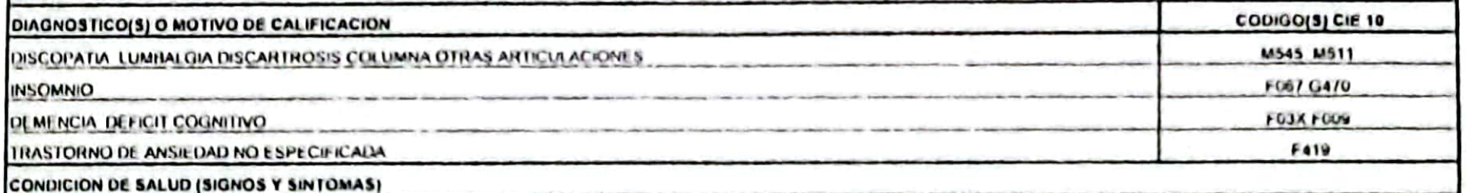 DIAGNOSTICO(S) O MOTIVO DE CALIFICACION CODIGO(S) CIE 10
DISCOPATIA LUMBALGIA DISCARTROSIS COLUMNA OTRAS ARTICULACIONES M545 M511
INSOMNIO F067 G470
DEMENCIA DEFICIT COGNITIVO F03X F009
TRASTORNO DE ANSIEDAD NO ESPECIFICADA F419
CONDICION DE SALUD (SIGNOS Y SINTOMAS)